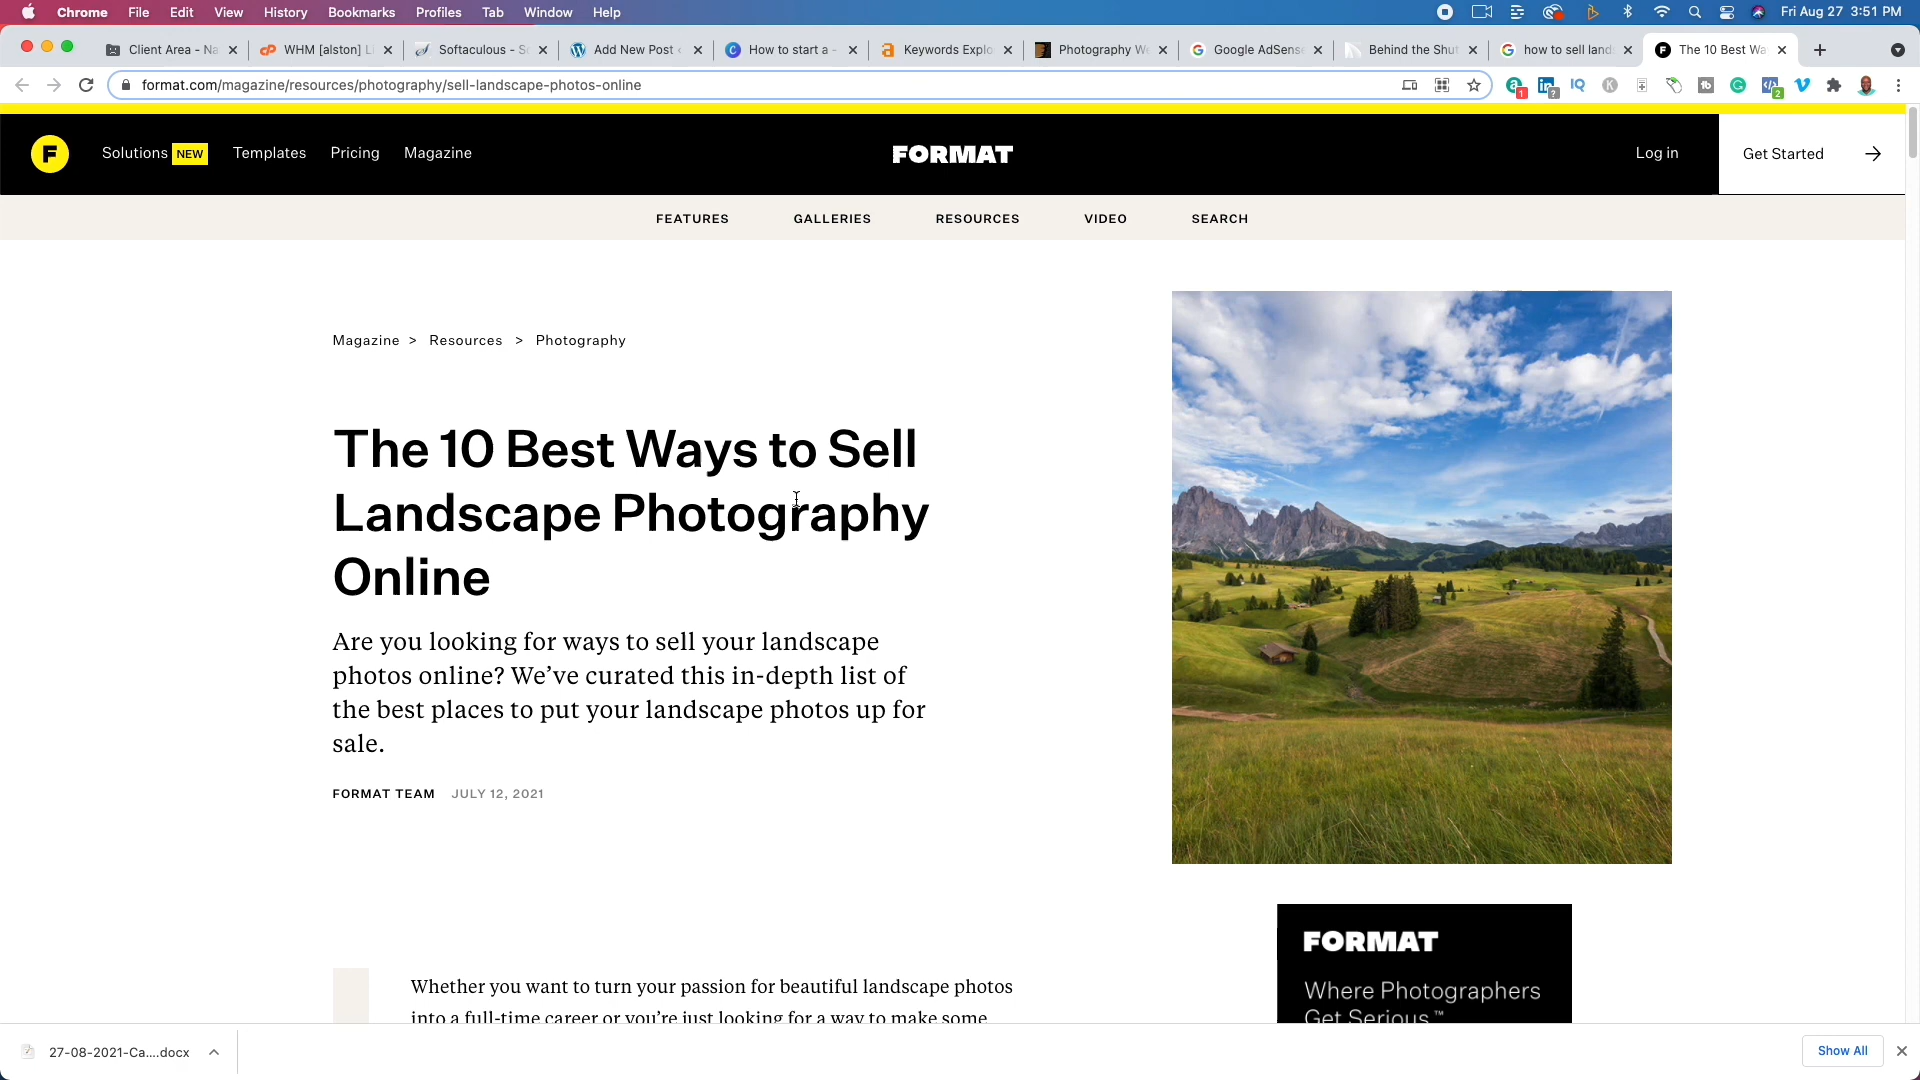 Chrome File Edit View History Bookmarks Profiles Tab Window Help Fri Aug 27 3:51 PM
Client Area - Na WHM [alston] L Softaculous - S Add New Post How to start a - Keywords Explo Photography We Google AdSense Behind the Shut how to sell lands The 10 Best Wa
format.com/magazine/resources/photography/sell-landscape-photos-online
F Solutions NEW Templates Pricing Magazine FORMAT Log in Get Started →
FEATURES GALLERIES RESOURCES VIDEO SEARCH
Magazine > Resources > Photography
The 10 Best Ways to Sell
Landscape Photography
Online
Are you looking for ways to sell your landscape
photos online? We’ve curated this in-depth list of
the best places to put your landscape photos up for
sale.
FORMAT TEAM JULY 12, 2021
Whether you want to turn your passion for beautiful landscape photos
into a full-time career or you’re just looking for a way to make some
FORMAT
Where Photographers
Get Serious™
27-08-2021-Ca....docx
Show All